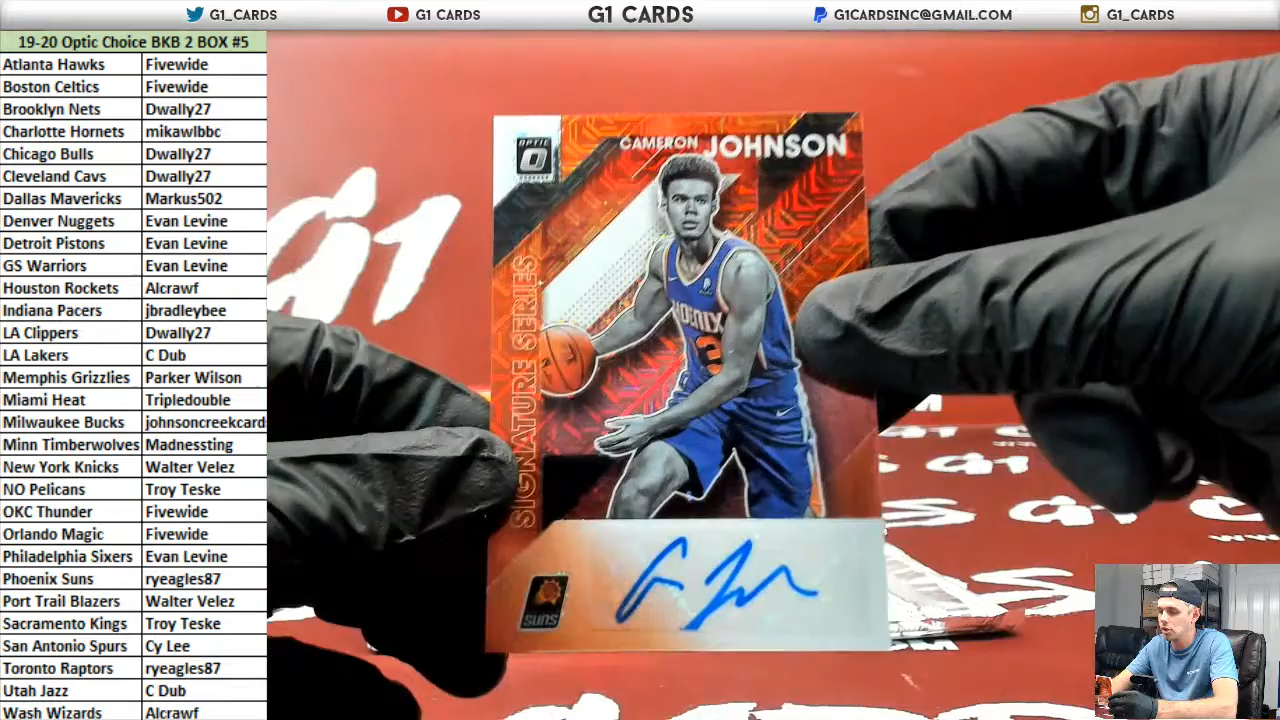 G1_CARDS
G1 CARDS
G1 CARDS
G1CARDSINC@GMAIL.COM
G1_CARDS
19-20 Optic Choice BKB 2 BOX #5
Atlanta Hawks Fivewide
Boston Celtics Fivewide
Brooklyn Nets Dwally27
Charlotte Hornets mikawlbbc
Chicago Bulls Dwally27
Cleveland Cavs Dwally27
Dallas Mavericks Markus502
Denver Nuggets Evan Levine
Detroit Pistons Evan Levine
GS Warriors Evan Levine
Houston Rockets Alcrawf
Indiana Pacers jbradleybee
LA Clippers Dwally27
LA Lakers C Dub
Memphis Grizzlies Parker Wilson
Miami Heat Tripledouble
Milwaukee Bucks johnsoncreekcard
Minn Timberwolves Madnessting
New York Knicks Walter Velez
NO Pelicans Troy Teske
OKC Thunder Fivewide
Orlando Magic Fivewide
Philadelphia Sixers Evan Levine
Phoenix Suns ryeagles87
Port Trail Blazers Walter Velez
Sacramento Kings Troy Teske
San Antonio Spurs Cy Lee
Toronto Raptors ryeagles87
Utah Jazz C Dub
Wash Wizards Alcrawf
G1
OPTIC
CAMERON JOHNSON
SIGNATURE SERIES
PHOENIX
SUNS
G1
G1
G1